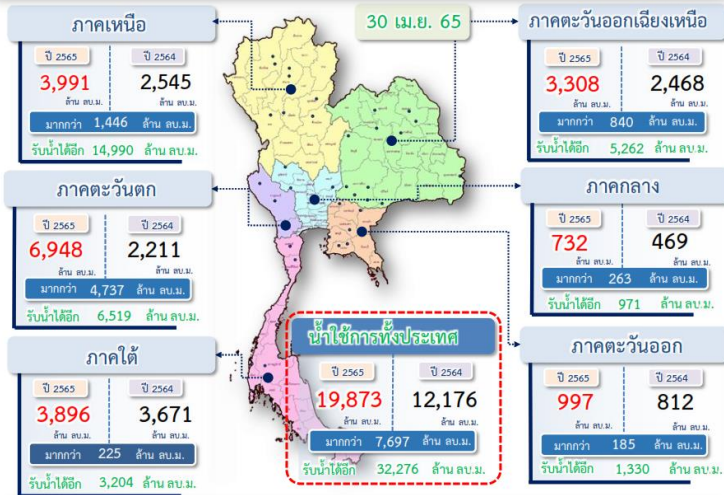 ภาคเหนือ
ปี 2565 ปี 2564
3,991 2,545
ล้าน ลบ.ม. ล้าน ลบ.ม.
มากกว่า 1,446 ล้าน ลบ.ม.
รับน้ำได้อีก 14,990 ล้าน ลบ.ม.
30 เม.ย. 65
ภาคตะวันออกเฉียงเหนือ
ปี 2565 ปี 2564
3,308 2,468
ล้าน ลบ.ม. ล้าน ลบ.ม.
มากกว่า 840 ล้าน ลบ.ม.
รับน้ำได้อีก 5,262 ล้าน ลบ.ม.
ภาคตะวันตก
ปี 2565 ปี 2564
6,948 2,211
ล้าน ลบ.ม. ล้าน ลบ.ม.
มากกว่า 4,737 ล้าน ลบ.ม.
รับน้ำได้อีก 6,519 ล้าน ลบ.ม.
ภาคกลาง
ปี 2565 ปี 2564
732 469
ล้าน ลบ.ม. ล้าน ลบ.ม.
มากกว่า 263 ล้าน ลบ.ม.
รับน้ำได้อีก 971 ล้าน ลบ.ม.
ภาคใต้
ปี 2565 ปี 2564
3,896 3,671
ล้าน ลบ.ม. ล้าน ลบ.ม.
มากกว่า 225 ล้าน ลบ.ม.
รับน้ำได้อีก 3,204 ล้าน ลบ.ม.
น้ำใช้การทั้งประเทศ
ปี 2565 ปี 2564
19,873 12,176
ล้าน ลบ.ม. ล้าน ลบ.ม.
มากกว่า 7,697 ล้าน ลบ.ม.
รับน้ำได้อีก 32,276 ล้าน ลบ.ม.
ภาคตะวันออก
ปี 2565 ปี 2564
997 812
ล้าน ลบ.ม. ล้าน ลบ.ม.
มากกว่า 185 ล้าน ลบ.ม.
รับน้ำได้อีก 1,330 ล้าน ลบ.ม.